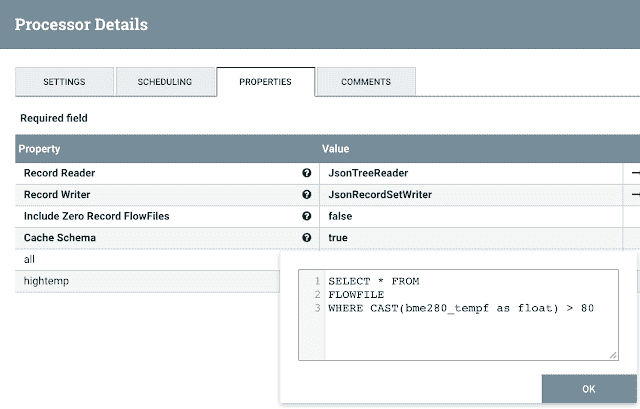 Processor Details
SETTINGS SCHEDULING PROPERTIES COMMENTS
Required field
Property Value
Record Reader JsonTreeReader
Record Writer JsonRecordSetWriter
Include Zero Record FlowFiles false
Cache Schema true
all
hightemp
1 SELECT * FROM
2 FLOWFILE
3 WHERE CAST(bme280_tempf as float) > 80
OK